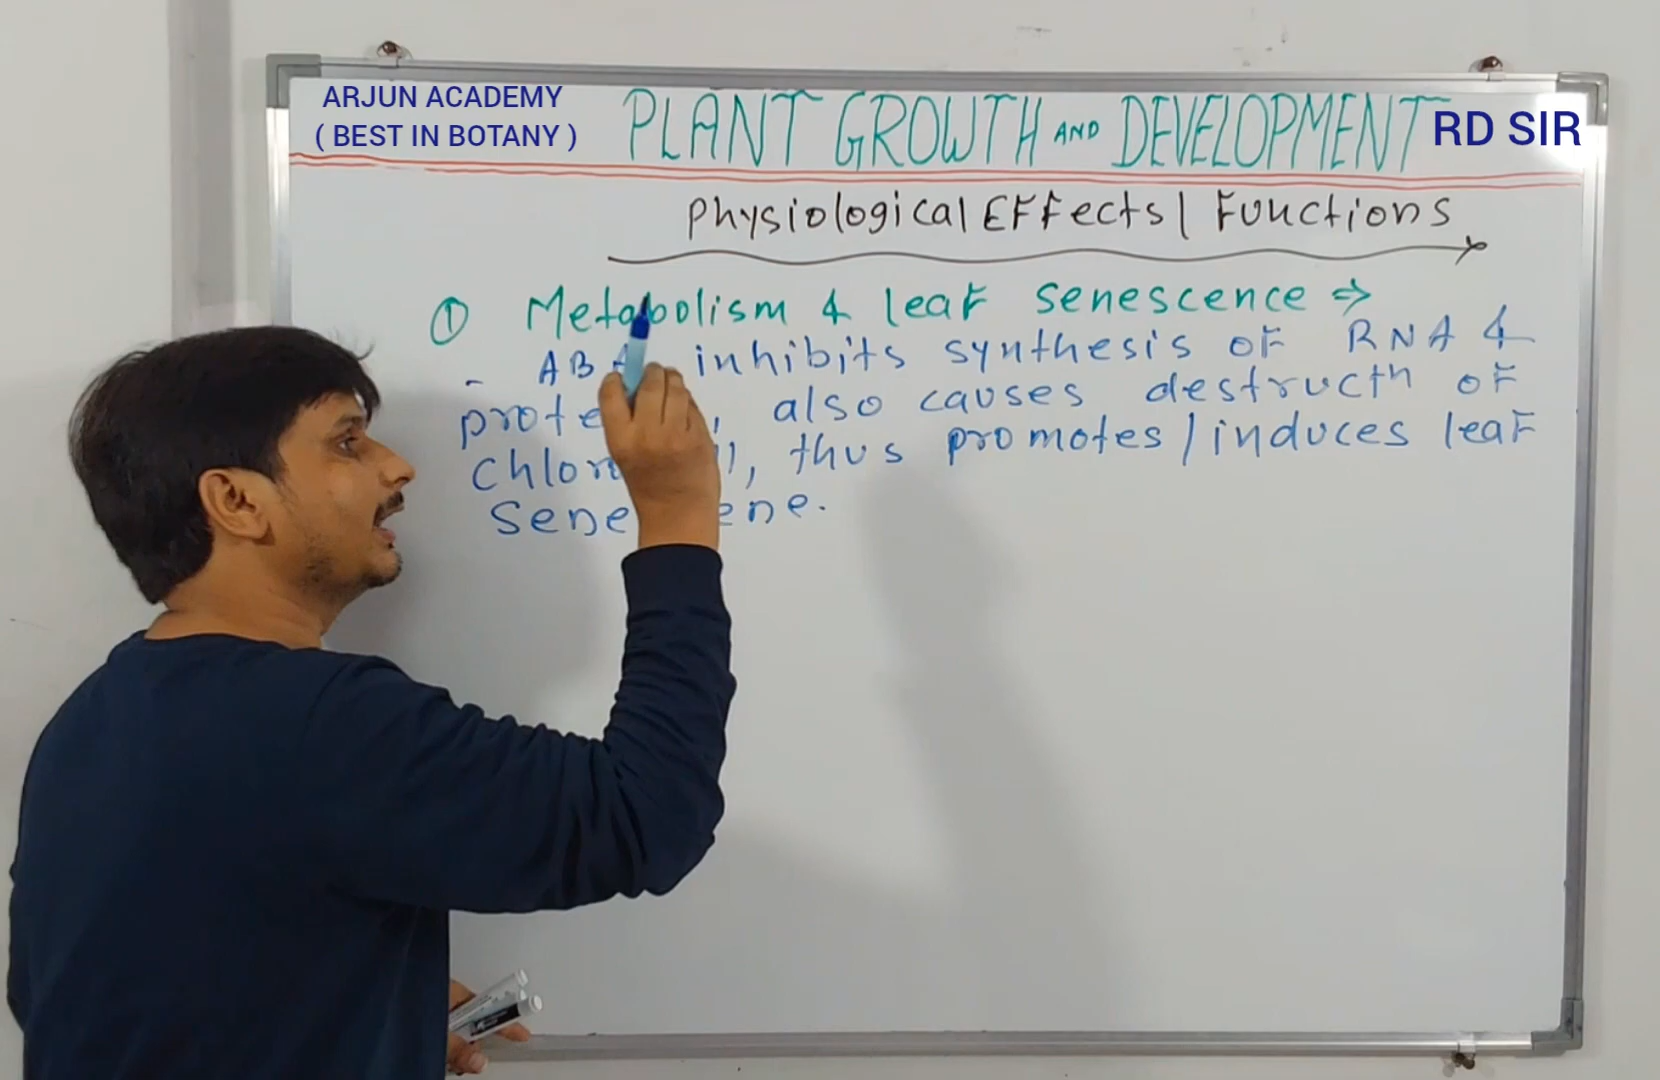 ARJUN ACADEMY
( BEST IN BOTANY )
PLANT GROWTH AND DEVELOPMENT
RD SIR
Physiological Effects / Functions
① Metabolism & leaf senescence ⇒
- ABA inhibits synthesis of RNA &
, also causes destructn of
, thus promotes / induces leaf